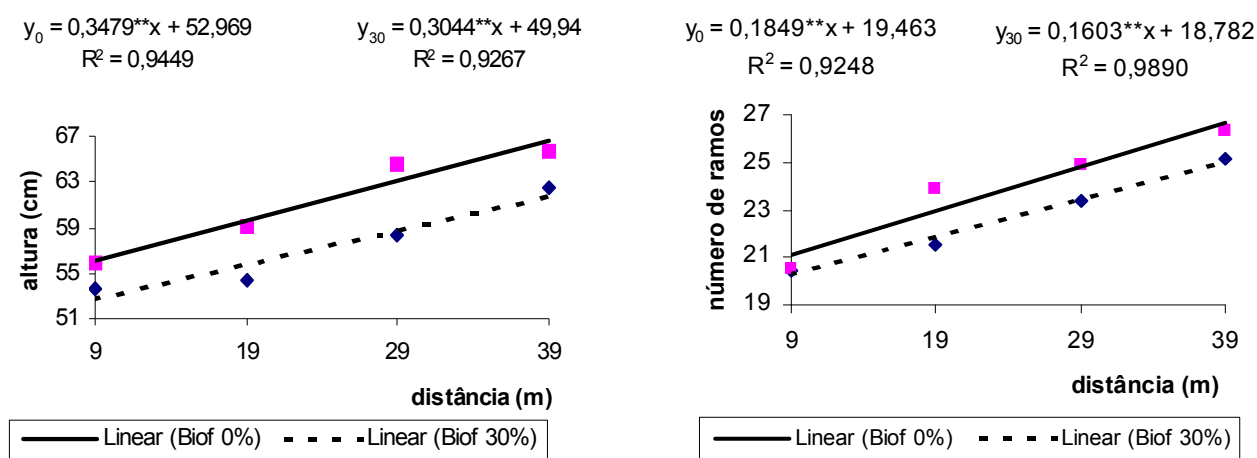 y0 = 0,3479**x + 52,969
R² = 0,9449
y30 = 0,3044**x + 49,94
R² = 0,9267
altura (cm)
67
63
59
55
51
9 19 29 39
distância (m)
Linear (Biof 0%) Linear (Biof 30%)
y0 = 0,1849**x + 19,463
R² = 0,9248
y30 = 0,1603**x + 18,782
R² = 0,9890
número de ramos
27
25
23
21
19
9 19 29 39
distância (m)
Linear (Biof 0%) Linear (Biof 30%)